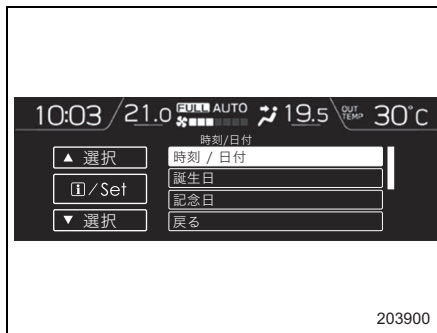 10:03 21.0 FULL AUTO 19.5 OUT TEMP 30°C
時刻/日付
▲ 選択
時刻 / 日付
誕生日
i/Set
記念日
▼ 選択
戻る
203900